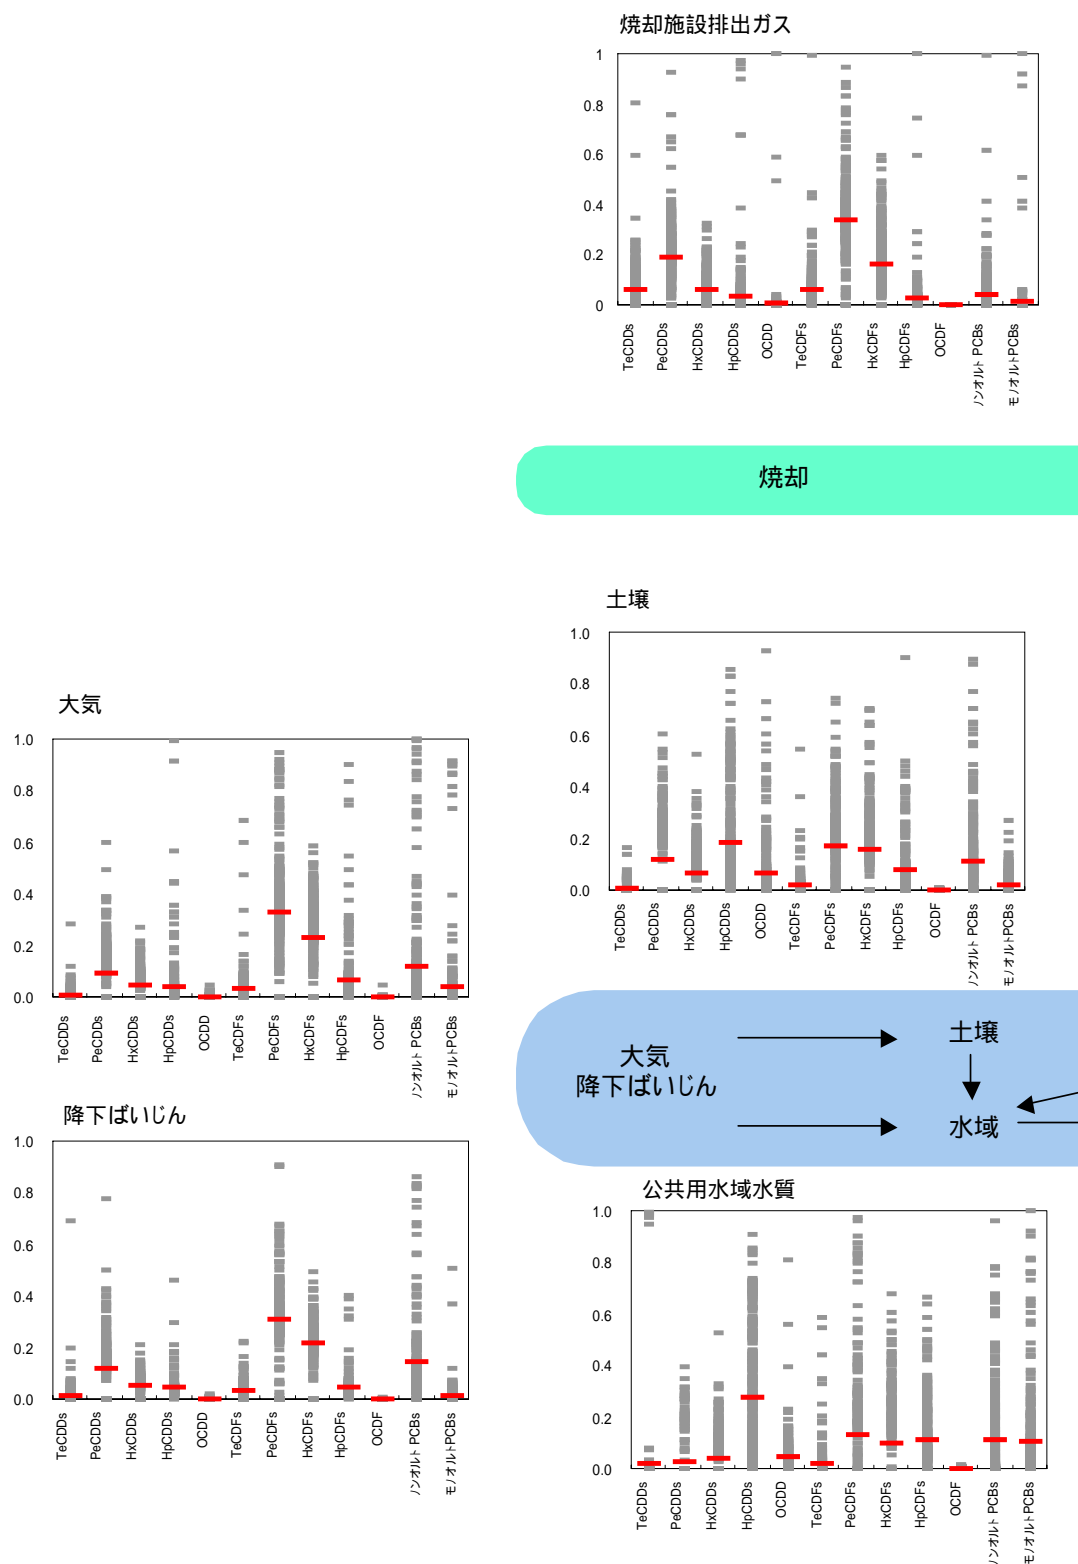 焼却施設排出ガス
1
0.8
0.6
0.4
0.2
0
TeCDDs
PeCDDs
HxCDDs
HpCDDs
OCDD
TeCDFs
PeCDFs
HxCDFs
HpCDFs
OCDF
ノンオルト PCBs
モノオルトPCBs
焼却
土壌
1.0
0.8
0.6
0.4
0.2
0.0
TeCDDs
PeCDDs
HxCDDs
HpCDDs
OCDD
TeCDFs
PeCDFs
HxCDFs
HpCDFs
OCDF
ノンオルト PCBs
モノオルトPCBs
大気
1.0
0.8
0.6
0.4
0.2
0.0
TeCDDs
PeCDDs
HxCDDs
HpCDDs
OCDD
TeCDFs
PeCDFs
HxCDFs
HpCDFs
OCDF
ノンオルト PCBs
モノオルトPCBs
大気
降下ばいじん
土壌
水域
降下ばいじん
1.0
0.8
0.6
0.4
0.2
0.0
TeCDDs
PeCDDs
HxCDDs
HpCDDs
OCDD
TeCDFs
PeCDFs
HxCDFs
HpCDFs
OCDF
ノンオルト PCBs
モノオルトPCBs
公共用水域水質
1.0
0.8
0.6
0.4
0.2
0.0
TeCDDs
PeCDDs
HxCDDs
HpCDDs
OCDD
TeCDFs
PeCDFs
HxCDFs
HpCDFs
OCDF
ノンオルト PCBs
モノオルトPCBs